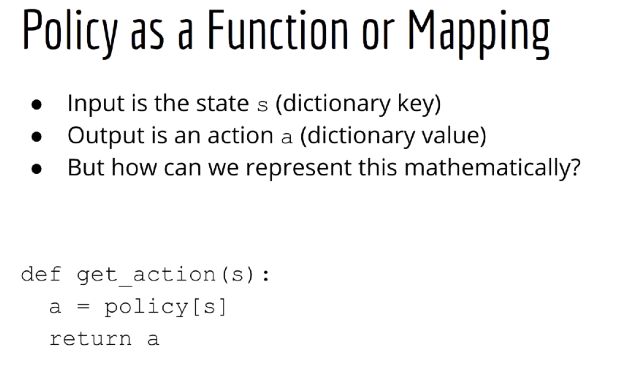 Policy as a Function or Mapping
● Input is the state s (dictionary key)
● Output is an action a (dictionary value)
● But how can we represent this mathematically?
def get_action(s):
  a = policy[s]
  return a